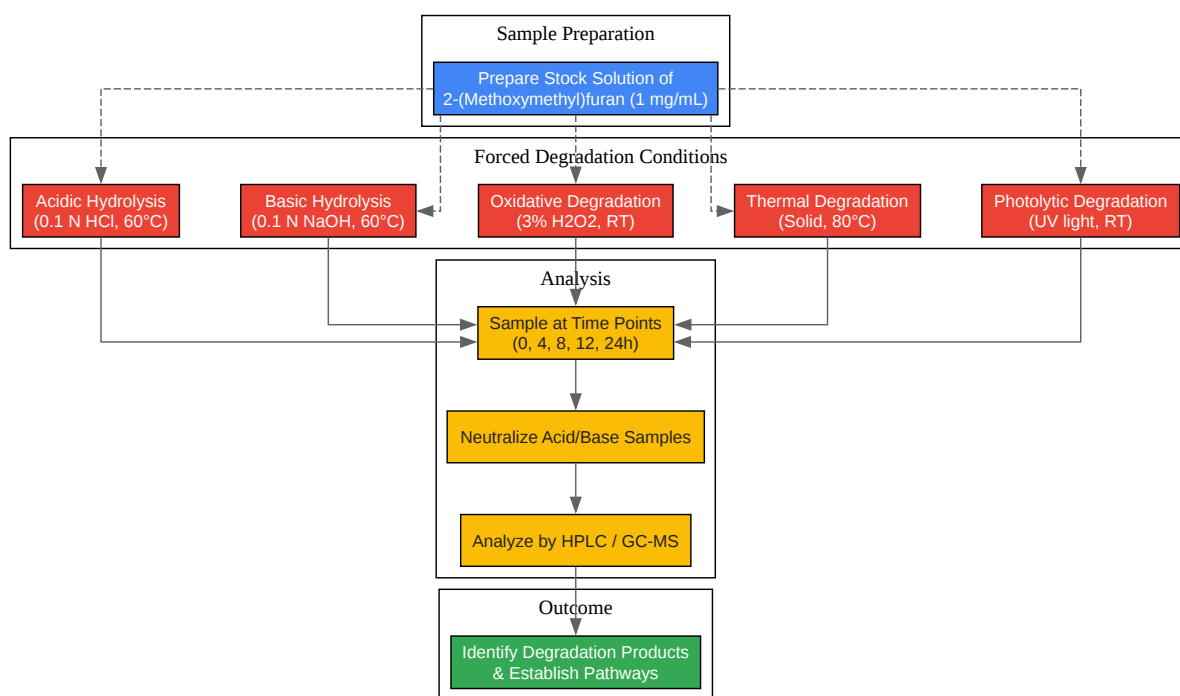 Sample Preparation
Prepare Stock Solution of
2-(Methoxymethyl)furan (1 mg/mL)
Forced Degradation Conditions
Acidic Hydrolysis
(0.1 N HCl, 60°C)
Basic Hydrolysis
(0.1 N NaOH, 60°C)
Oxidative Degradation
(3% H2O2, RT)
Thermal Degradation
(Solid, 80°C)
Photolytic Degradation
(UV light, RT)
Analysis
Sample at Time Points
(0, 4, 8, 12, 24h)
Neutralize Acid/Base Samples
Analyze by HPLC / GC-MS
Outcome
Identify Degradation Products
& Establish Pathways